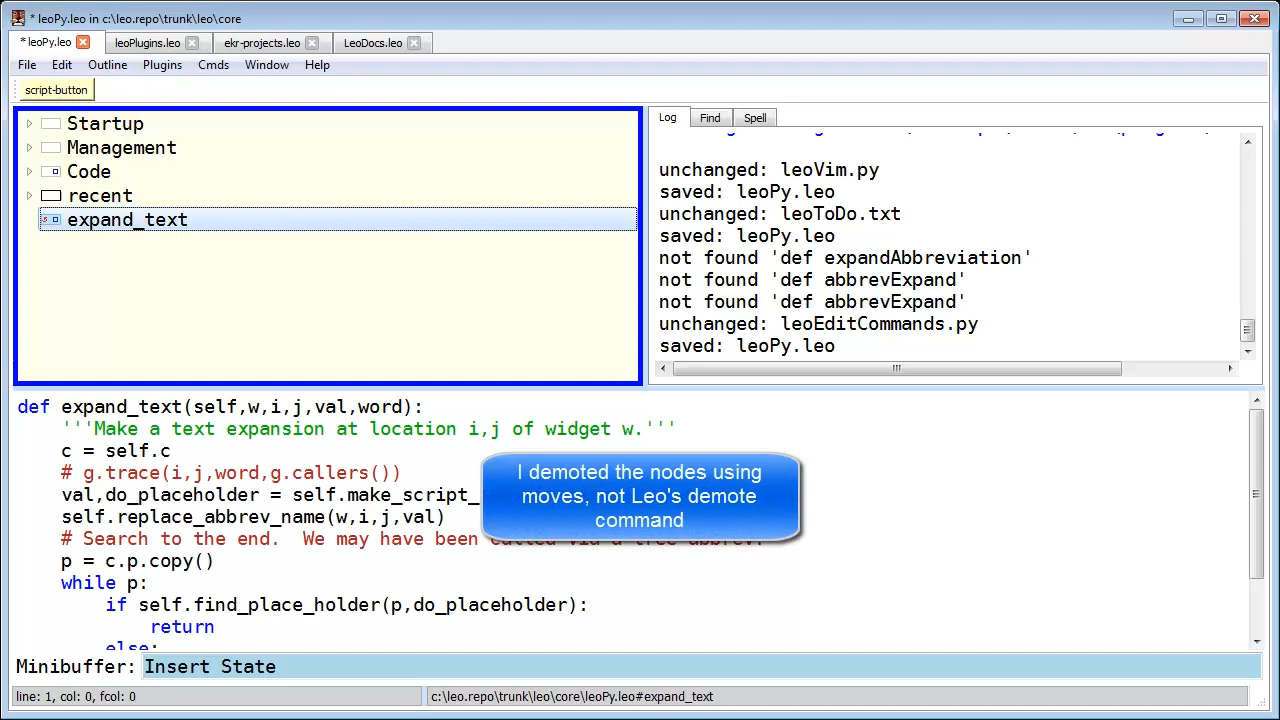 * leoPy.leo in c:\leo.repo\trunk\leo\core
* leoPy.leo leoPlugins.leo ekr-projects.leo LeoDocs.leo
File Edit Outline Plugins Cmds Window Help
script-button
Startup
Management
Code
recent
expand_text
Log Find Spell
unchanged: leoVim.py
saved: leoPy.leo
unchanged: leoToDo.txt
saved: leoPy.leo
not found 'def expandAbbreviation'
not found 'def abbrevExpand'
not found 'def abbrevExpand'
unchanged: leoEditCommands.py
saved: leoPy.leo
def expand_text(self,w,i,j,val,word):
'''Make a text expansion at location i,j of widget w.'''
c = self.c
# g.trace(i,j,word,g.callers())
val,do_placeholder = self.make_script_
self.replace_abbrev_name(w,i,j,val)
# Search to the end. We may have been called via a tree abbrev.
p = c.p.copy()
while p:
if self.find_place_holder(p,do_placeholder):
return
else:
I demoted the nodes using
moves, not Leo's demote
command
Minibuffer: Insert State
line: 1, col: 0, fcol: 0
c:\leo.repo\trunk\leo\core\leoPy.leo#expand_text